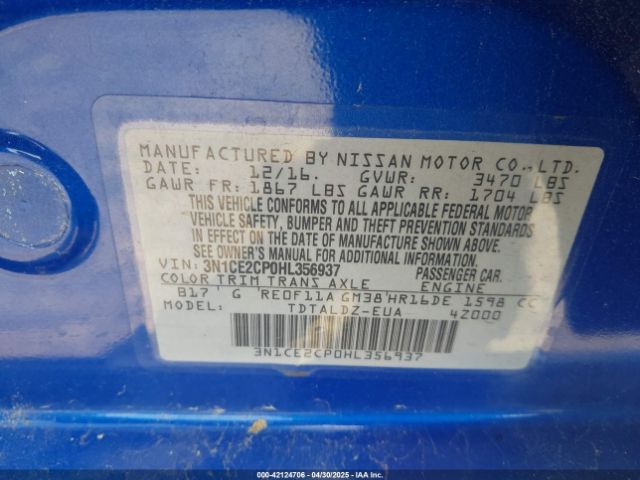 MANUFACTURED BY NISSAN MOTOR CO., LTD.
DATE: 12/16. GVWR: 3470 LBS
GAWR FR: 1867 LBS GAWR RR: 1704 LBS
THIS VEHICLE CONFORMS TO ALL APPLICABLE FEDERAL MOTOR
VEHICLE SAFETY, BUMPER AND THEFT PREVENTION STANDARDS
IN EFFECT ON THE DATE OF MANUFACTURE SHOWN ABOVE.
SEE OWNER'S MANUAL FOR ADDITIONAL INFORMATION.
VIN: 3N1CE2CP0HL356937 PASSENGER CAR.
COLOR TRIM TRANS AXLE ENGINE
B17 G RE0F11A GM38 HR16DE 1598 CC
MODEL: TDTALDZ-EUA 4Z000
3N1CE2CP0HL356937
000-42124706 - 04/30/2025 - IAAI.COM